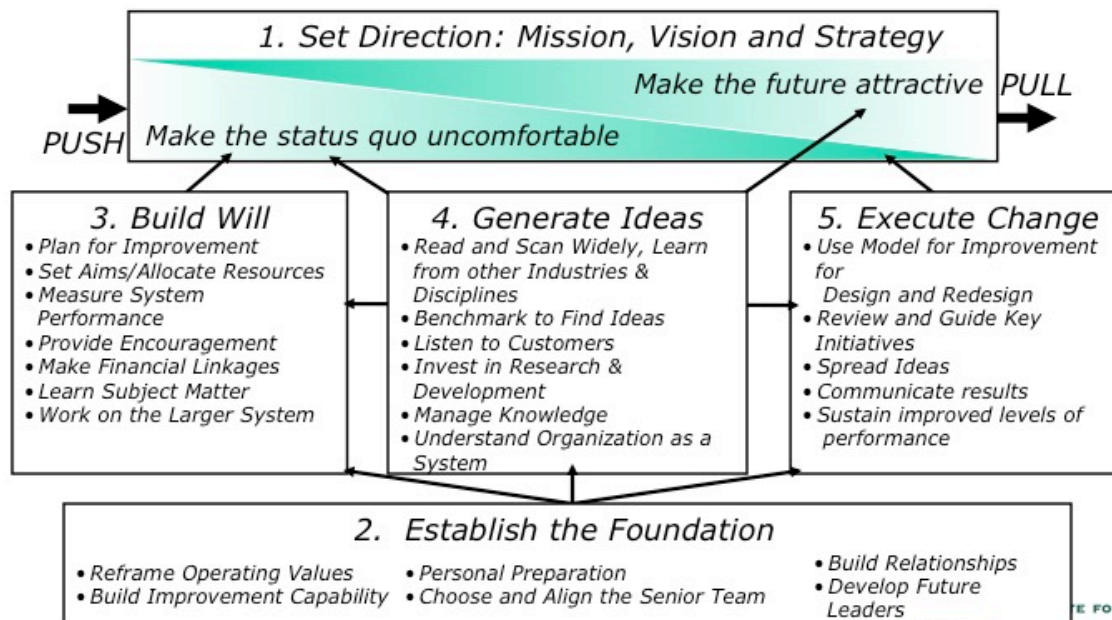 1. Set Direction: Mission, Vision and Strategy
Make the future attractive
PULL
PUSH
Make the status quo uncomfortable
3. Build Will
• Plan for Improvement
• Set Aims/Allocate Resources
• Measure System
Performance
• Provide Encouragement
• Make Financial Linkages
• Learn Subject Matter
• Work on the Larger System
4. Generate Ideas
• Read and Scan Widely, Learn
from other Industries &
Disciplines
• Benchmark to Find Ideas
• Listen to Customers
• Invest in Research &
Development
• Manage Knowledge
• Understand Organization as a
System
5. Execute Change
• Use Model for Improvement
for
Design and Redesign
• Review and Guide Key
Initiatives
• Spread Ideas
• Communicate results
• Sustain improved levels of
performance
2. Establish the Foundation
• Reframe Operating Values
• Build Improvement Capability
• Personal Preparation
• Choose and Align the Senior Team
• Build Relationships
• Develop Future
Leaders